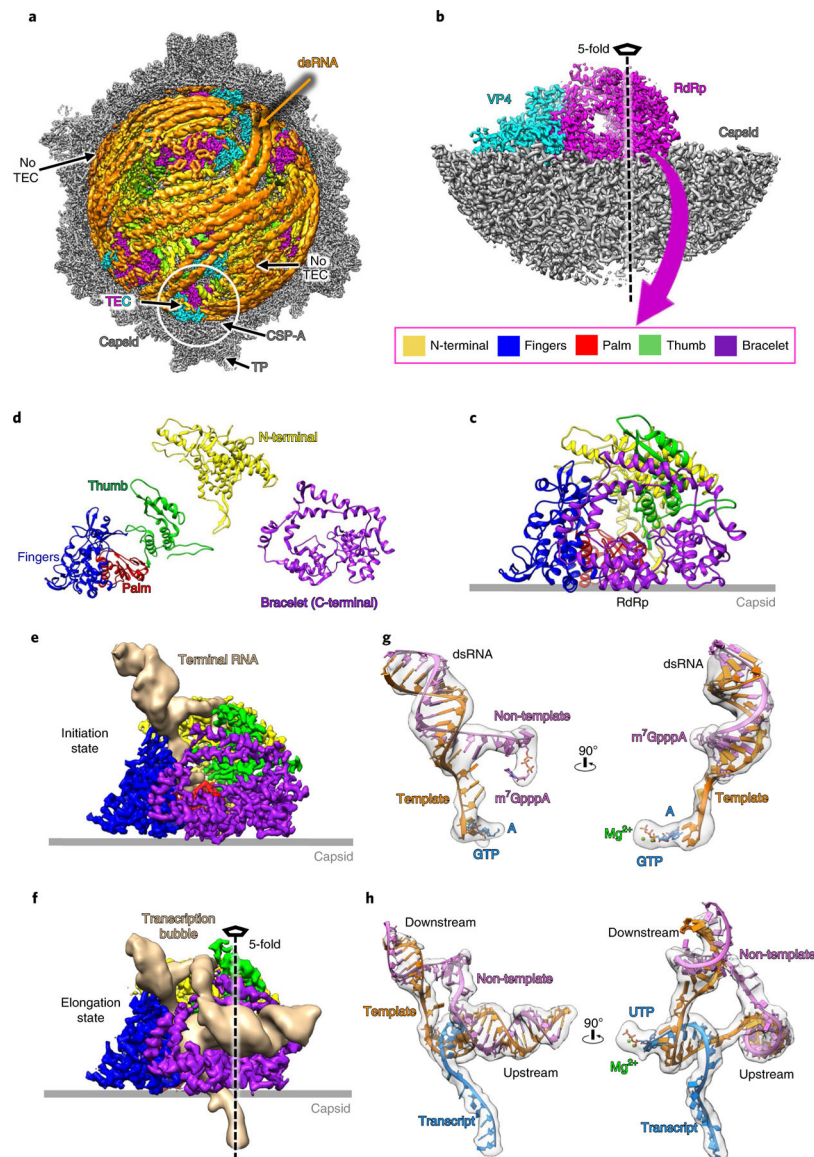 a
dsRNA
No
TEC
No
TEC
TEC
CSP-A
Capsid
TP
b
5-fold
VP4
RdRp
Capsid
N-terminal Fingers Palm Thumb Bracelet
d
N-terminal
Thumb
Fingers
Palm
Bracelet (C-terminal)
c
RdRp
Capsid
e
Terminal RNA
Initiation
state
Capsid
g
dsRNA
Non-template
m⁷GpppA
Template
A
GTP
90°
dsRNA
m⁷GpppA
A
Template
Mg²⁺
GTP
f
Transcription
bubble
5-fold
Elongation
state
Capsid
h
Downstream
Non-template
Template
Upstream
Transcript
90°
Downstream
Non-template
UTP
Mg²⁺
Upstream
Transcript